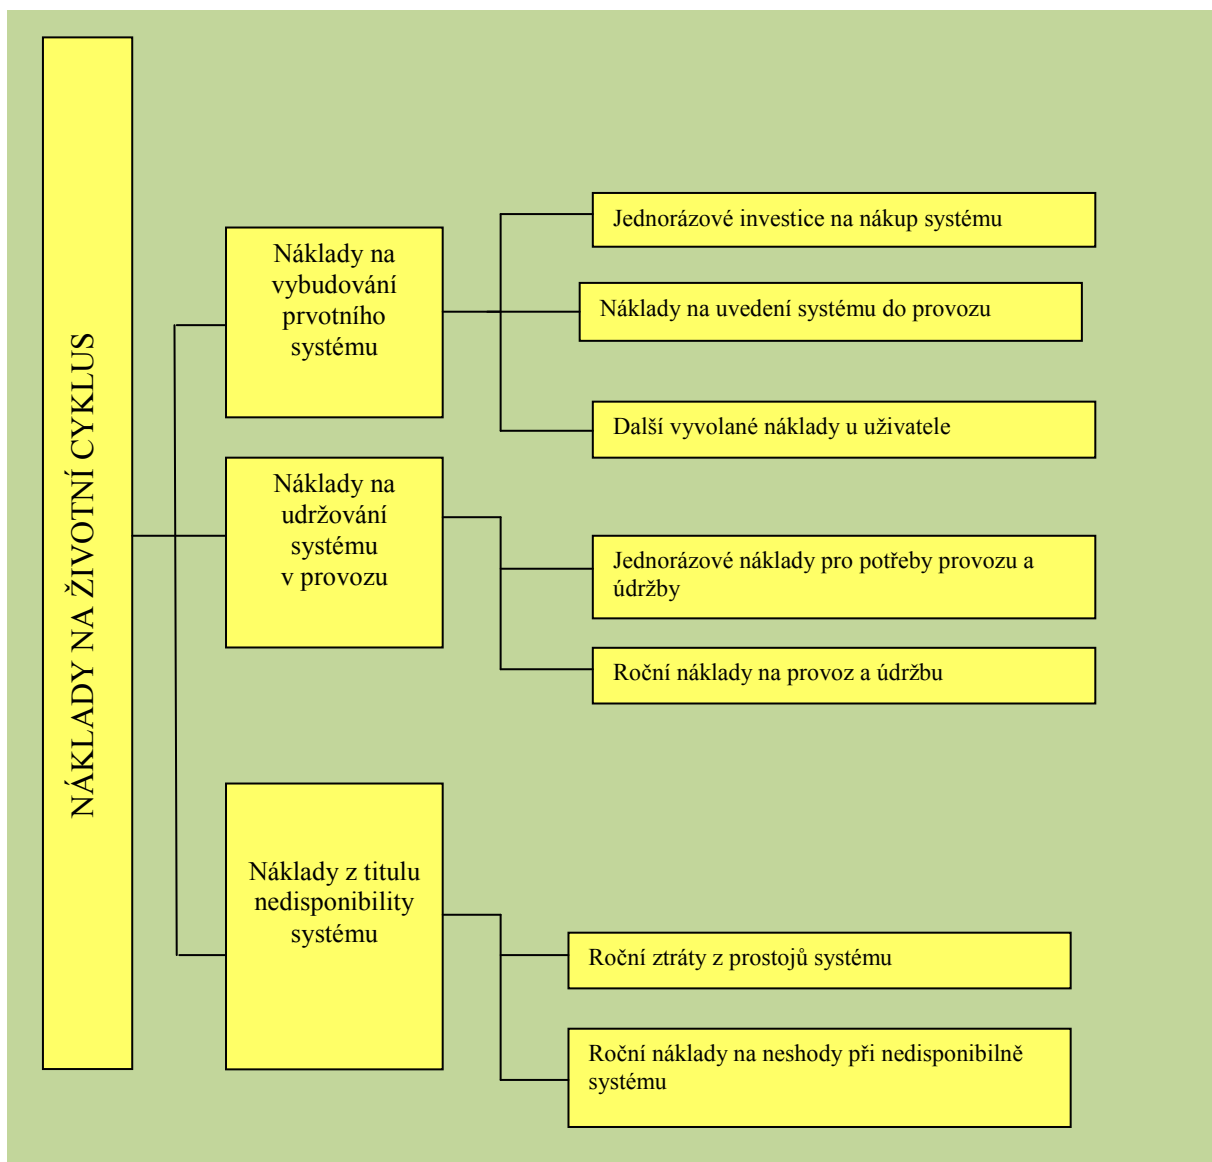 NÁKLADY NA ŽIVOTNÍ CYKLUS
Náklady na
vybudování
prvotního
systému
Jednorázové investice na nákup systému
Náklady na uvedení systému do provozu
Další vyvolané náklady u uživatele
Náklady na
udržování
systému
v provozu
Jednorázové náklady pro potřeby provozu a
údržby
Roční náklady na provoz a údržbu
Náklady z titulu
nedisponibility
systému
Roční ztráty z prostojů systému
Roční náklady na neshody při nedisponibilně
systému